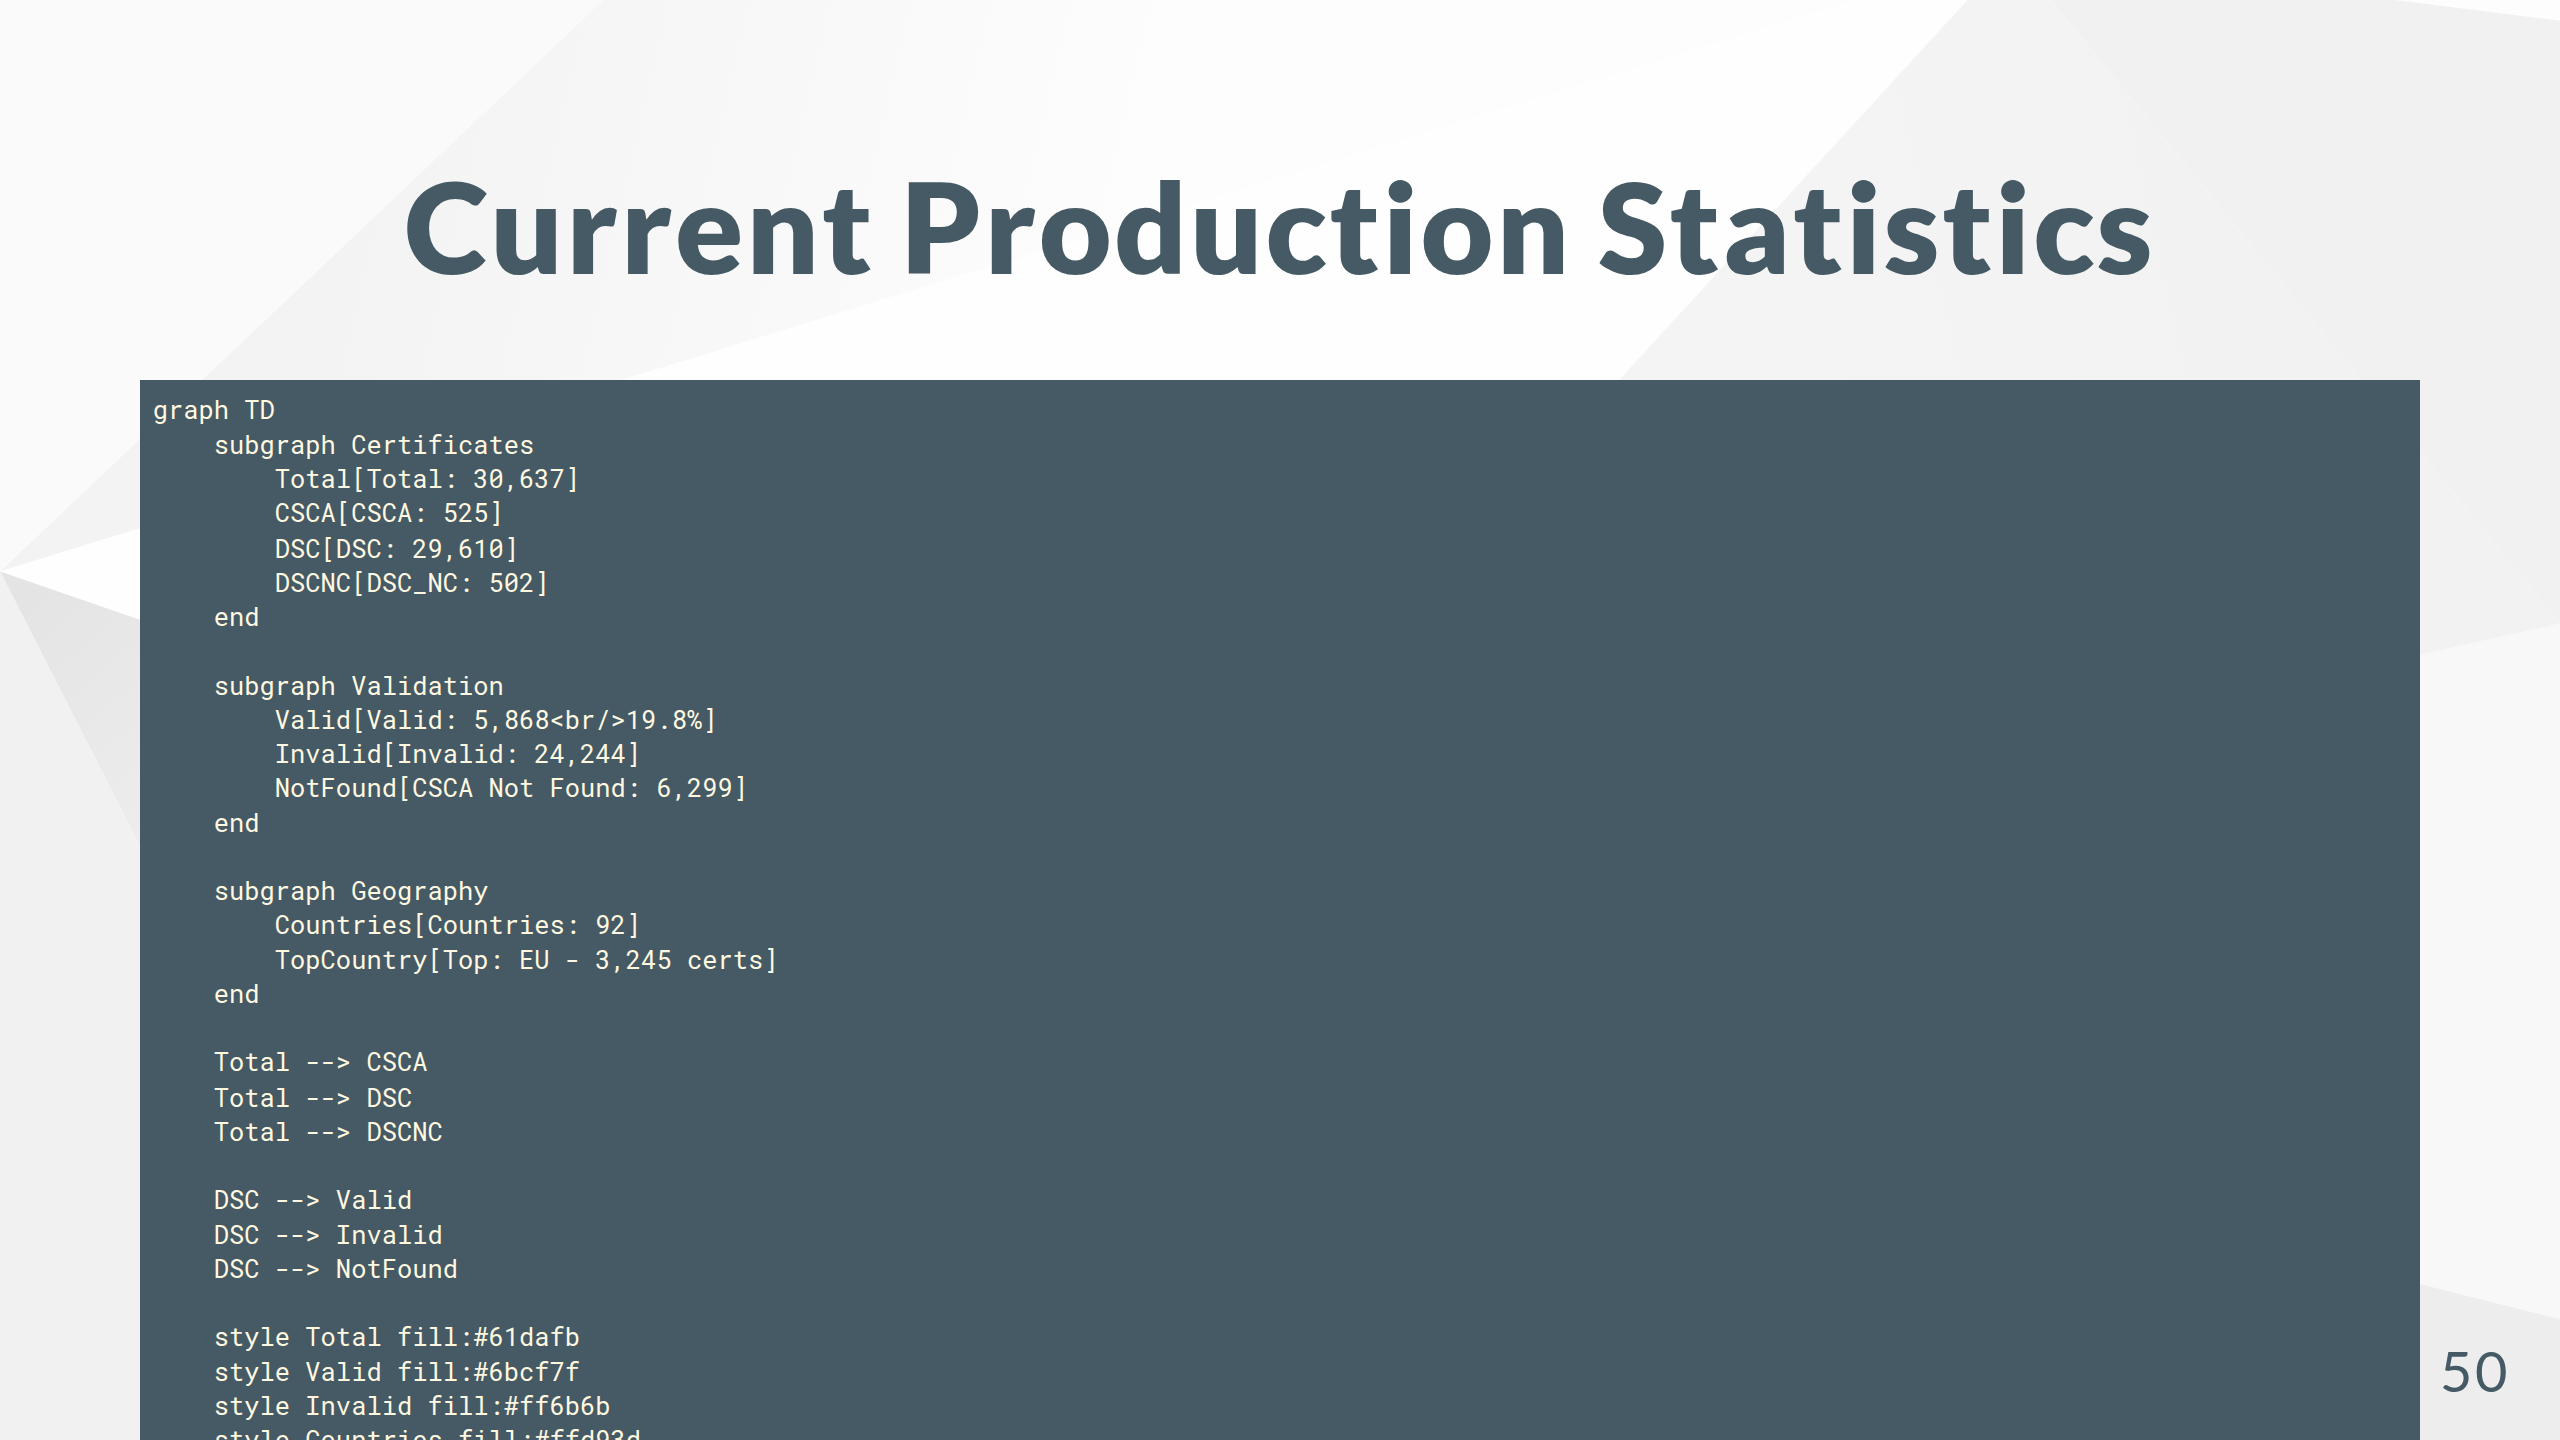 Current Production Statistics
graph TD
    subgraph Certificates
        Total[Total: 30,637]
        CSCA[CSCA: 525]
        DSC[DSC: 29,610]
        DSCNC[DSC_NC: 502]
    end

    subgraph Validation
        Valid[Valid: 5,868<br/>19.8%]
        Invalid[Invalid: 24,244]
        NotFound[CSCA Not Found: 6,299]
    end

    subgraph Geography
        Countries[Countries: 92]
        TopCountry[Top: EU - 3,245 certs]
    end

    Total --> CSCA
    Total --> DSC
    Total --> DSCNC

    DSC --> Valid
    DSC --> Invalid
    DSC --> NotFound

    style Total fill:#61dafb
    style Valid fill:#6bcf7f
    style Invalid fill:#ff6b6b
    style Countries fill:#ffd93d
50